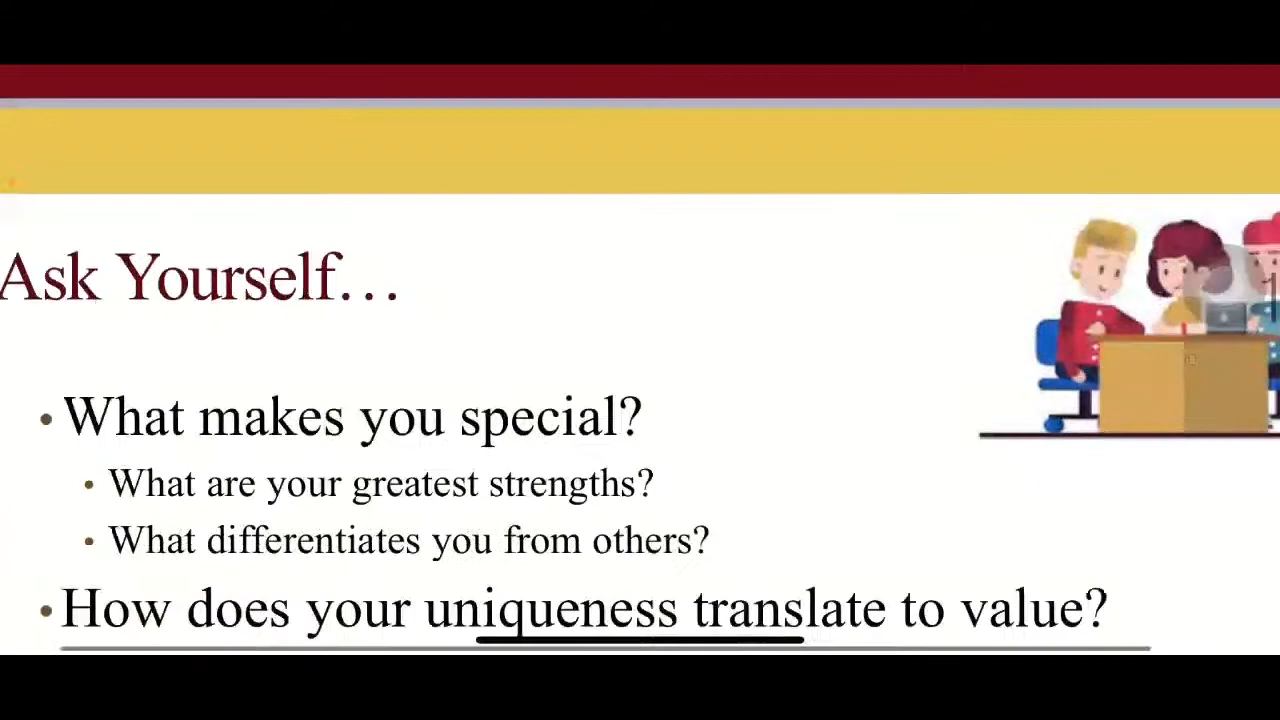 Ask Yourself…
• What makes you special?
• What are your greatest strengths?
• What differentiates you from others?
• How does your uniqueness translate to value?